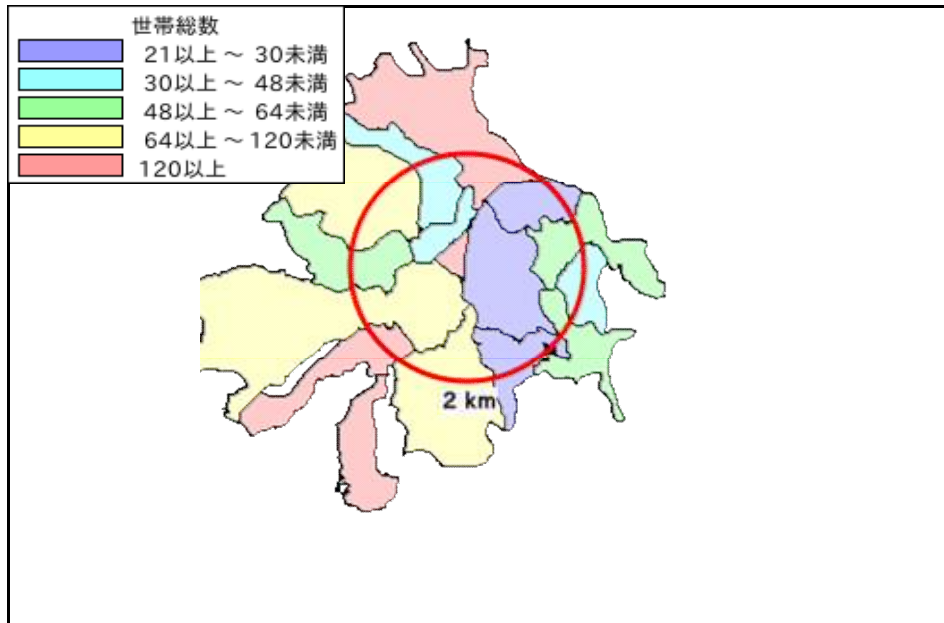 世帯総数
21以上 ～ 30未満
30以上 ～ 48未満
48以上 ～ 64未満
64以上 ～ 120未満
120以上
2 km